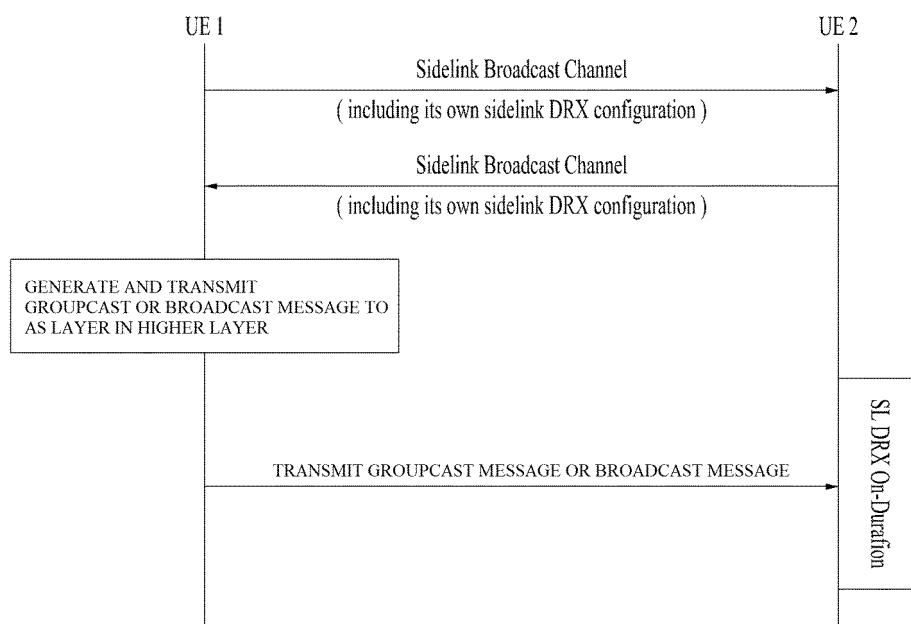 UE 1
UE 2
Sidelink Broadcast Channel
( including its own sidelink DRX configuration )
Sidelink Broadcast Channel
( including its own sidelink DRX configuration )
GENERATE AND TRANSMIT
GROUPCAST OR BROADCAST MESSAGE TO
AS LAYER IN HIGHER LAYER
SL DRX On-Durafion
TRANSMIT GROUPCAST MESSAGE OR BROADCAST MESSAGE